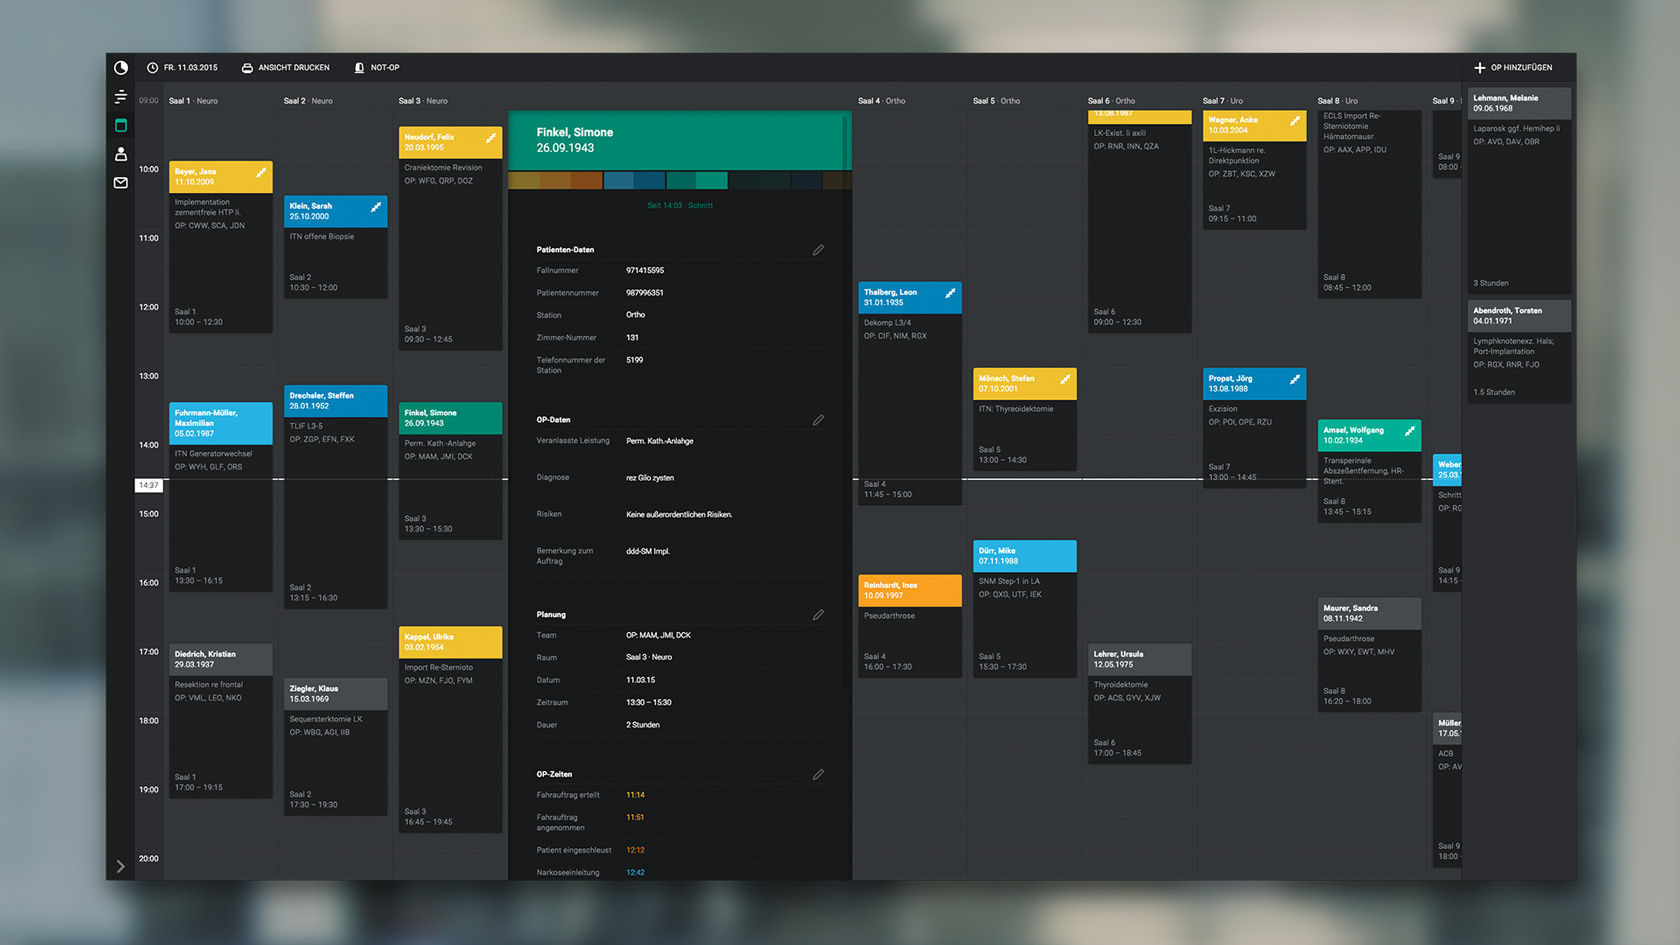 FR. 11.03.2015
ANSICHT DRUCKEN
NOT-OP
OP HINZUFÜGEN
09:00
10:00
11:00
12:00
13:00
14:00
14:37
15:00
16:00
17:00
18:00
19:00
20:00
Saal 1 · Neuro
Beyer, Jana
11.10.2009
Implementation
zementfreie HTP li.
OP: CWW, SCA, JDN
Saal 1
10:00 – 12:30
Fuhrmann-Müller,
Maximilian
05.02.1987
ITN Generatorwechsel
OP: WYH, GLF, DRS
Saal 1
13:30 – 16:15
Diedrich, Kristian
29.03.1937
Resektion re frontal
OP: VML, LEO, NKO
Saal 1
17:00 – 19:15
Saal 2 · Neuro
Klein, Sarah
25.10.2000
ITN offene Biopsie
Saal 2
10:30 – 12:00
Drechsler, Steffen
28.01.1952
TLIF L3-5
OP: ZGP, EFN, FXK
Saal 2
13:15 – 16:30
Ziegler, Klaus
15.03.1969
Sequersterktomie LK
OP: WBG, AGI, IIB
Saal 2
17:30 – 19:30
Saal 3 · Neuro
Neudorf, Felix
20.03.1995
Craniektomie Revision
OP: WFG, QRP, DOZ
Saal 3
09:30 – 12:45
Finkel, Simone
26.09.1943
Perm. Kath.-Anlahge
OP: MAM, JMI, DCK
Saal 3
13:30 – 15:30
Kappel, Ulrike
03.02.1954
Import Re-Sternioto
OP: MZN, FJO, FYM
Saal 3
16:45 – 19:45
Finkel, Simone
26.09.1943
Seit 14:03 · Schnitt
Patienten-Daten
Fallnummer 971415595
Patientennummer 987996351
Station Ortho
Zimmer-Nummer 131
Telefonnummer der 5199
Station
OP-Daten
Veranlasste Leistung Perm. Kath.-Anlahge
Diagnose rez Gilo zysten
Risiken Keine außerordentlichen Risiken.
Bemerkung zum ddd-SM Impl.
Auftrag
Planung
Team OP: MAM, JMI, DCK
Raum Saal 3 · Neuro
Datum 11.03.15
Zeitraum 13:30 – 15:30
Dauer 2 Stunden
OP-Zeiten
Fahrauftrag erteilt 11:14
Fahrauftrag 11:51
angenommen
Patient eingeschleust 12:12
Narkoseeinleitung 12:42
Saal 4 · Ortho
Thalberg, Leon
31.01.1935
Dekomp L3/4
OP: CIF, NIM, RGX
Saal 4
11:45 – 15:00
Reinhardt, Ines
10.09.1997
Pseudarthrose
Saal 4
16:00 – 17:30
Saal 5 · Ortho
Mönsch, Stefan
07.10.2001
ITN: Thyreoidektomie
Saal 5
13:00 – 14:30
Dürr, Mike
07.11.1988
SNM Step-1 in LA
OP: QXG, UTF, IEK
Saal 5
15:30 – 17:30
Saal 6 · Ortho
13.08.1987
LK-Exist. li axill
OP: RNR, INN, QZA
Saal 6
09:00 – 12:30
Lehrer, Ursula
12.05.1975
Thyroidektomie
OP: ACS, GYV, XJW
Saal 6
17:00 – 18:45
Saal 7 · Uro
Wagner, Anke
10.03.2004
1L-Hickmann re.
Direktpunktion
OP: ZBT, KSC, XZW
Saal 7
09:15 – 11:00
Propst, Jörg
13.08.1988
Exzision
OP: POI, OPE, RZU
Saal 7
13:00 – 14:45
Saal 8 · Uro
ECLS Import Re-
Sterniotomie
Hämatomausr.
OP: AAX, APP, IDU
Saal 8
08:45 – 12:00
Amsel, Wolfgang
10.02.1934
Transperinale
Abszeßentfernung, HR-
Stent.
Saal 8
13:45 – 15:15
Maurer, Sandra
08.11.1942
Pseudarthrose
OP: WXY, EWT, MHV
Saal 8
16:20 – 18:00
Saal 9 ·
Saal 9
08:00 -
Weber,
25.03.
Schritt
OP: RG
Saal 9
14:15 -
Müller,
17.05.
ACB
OP: AV
Saal 9
18:00 -
Lehmann, Melanie
09.06.1968
Laparosk ggf. Hemihep li
OP: AVD, DAV, OBR
3 Stunden
Abendroth, Torsten
04.01.1971
Lymphknotenexz. Hals;
Port-Implantation
OP: RGX, RNR, FJO
1.5 Stunden